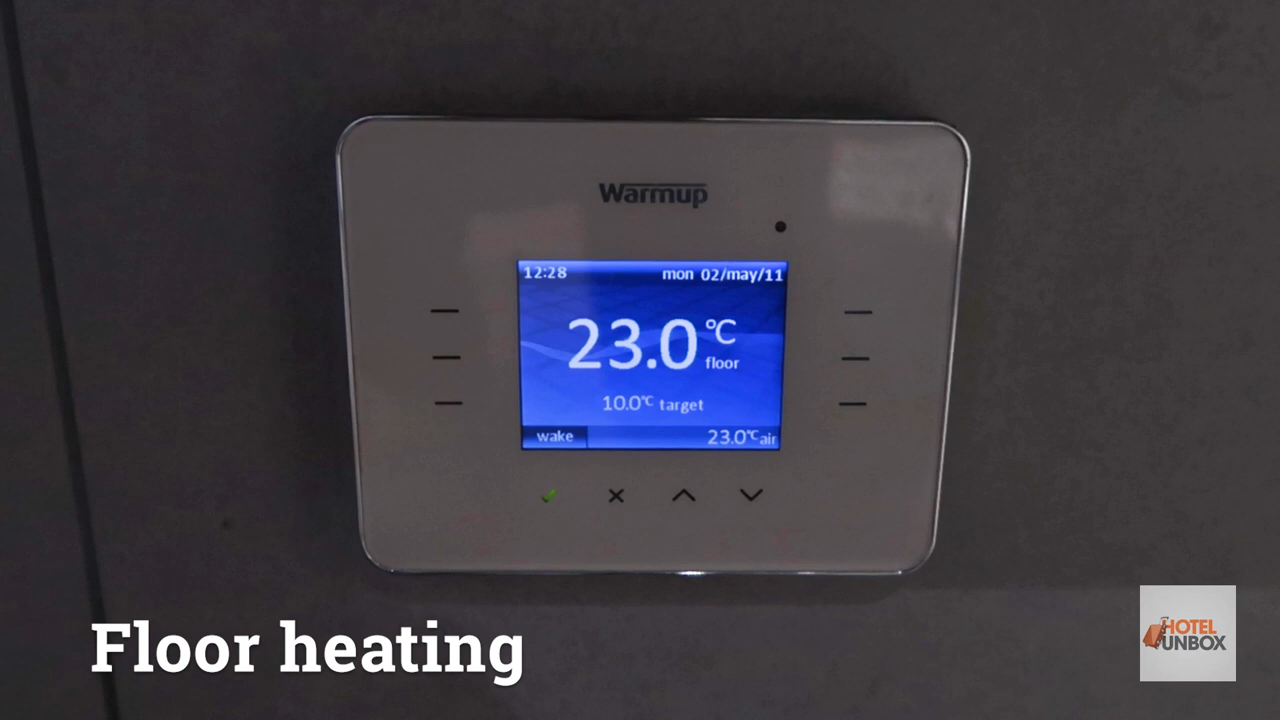 Warmup
12:28 mon 02/may/11
23.0 °C
floor
10.0°C target
wake 23.0°C air
Floor heating
HOTEL
UNBOX